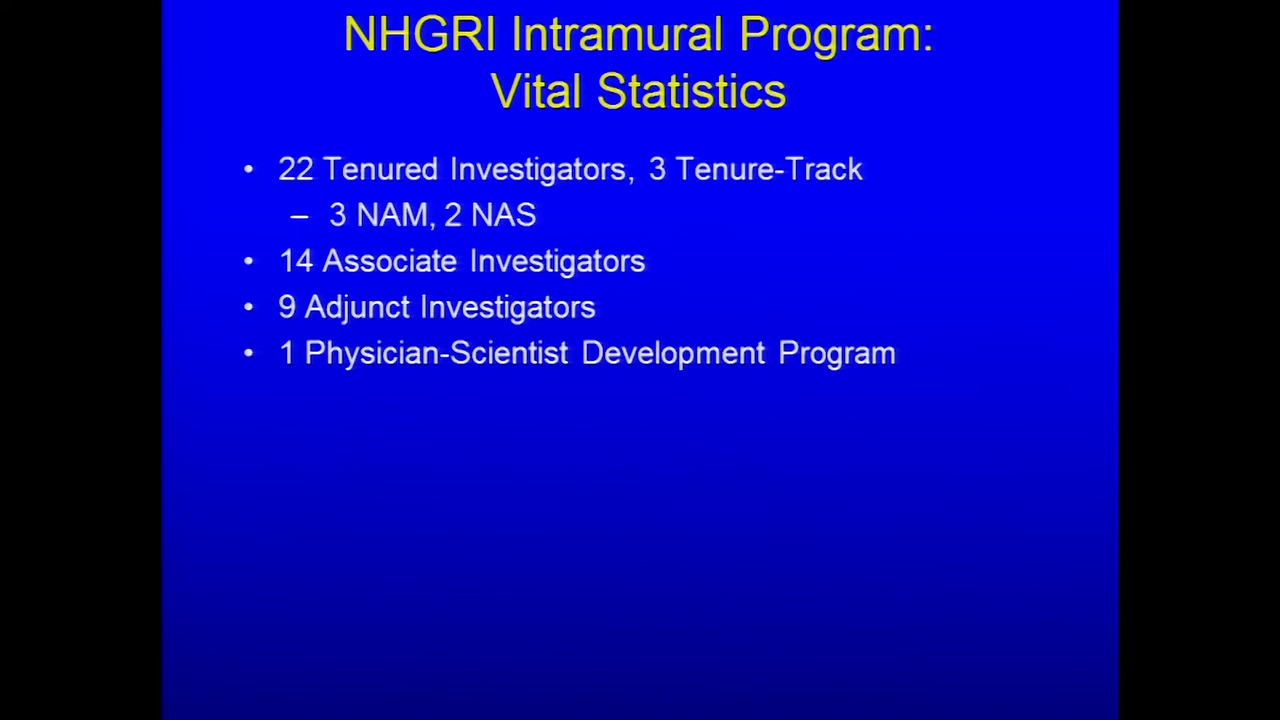 NHGRI Intramural Program:
Vital Statistics
• 22 Tenured Investigators, 3 Tenure-Track
– 3 NAM, 2 NAS
• 14 Associate Investigators
• 9 Adjunct Investigators
• 1 Physician-Scientist Development Program